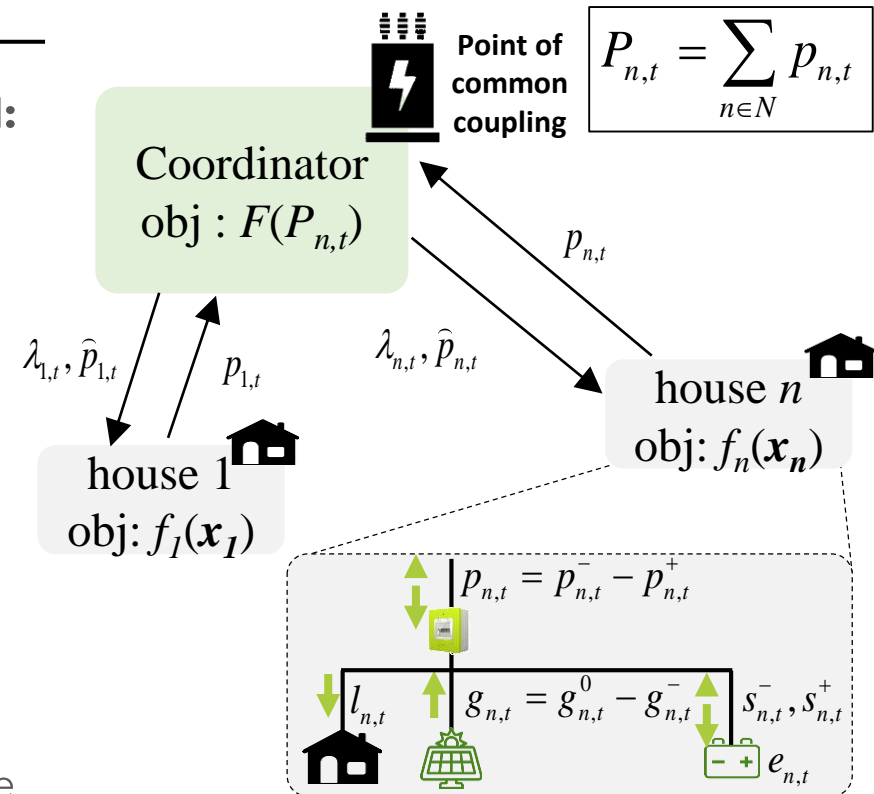 Point of
common
coupling
P_{n,t} = \sum_{n∈N} p_{n,t}
l:
Coordinator
obj : F(P_{n,t})
p_{n,t}
λ_{1,t}, p̂_{1,t}
p_{1,t}
λ_{n,t}, p̂_{n,t}
house n
obj: f_n(x_n)
house 1
obj: f_1(x_1)
p_{n,t} = p^-_{n,t} − p^+_{n,t}
l_{n,t}
g_{n,t} = g^0_{n,t} − g^-_{n,t}
s^-_{n,t}, s^+_{n,t}
e_{n,t}
e